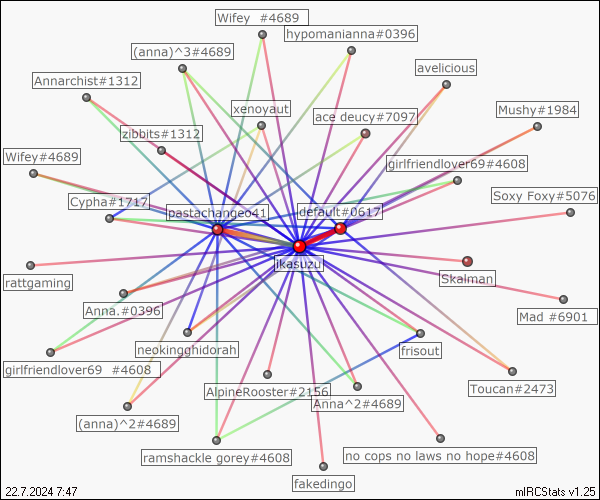 Wifey  #4689
hypomanianna#0396
(anna)^3#4689
avelicious
Annarchist#1312
xenoyaut
ace deucy#7097
Mushy#1984
zibbits#1312
Wifey#4689
girlfriendlover69#4608
Soxy Foxy#5076
Cypha#1717
pastachangeo41
default#0617
ikasuzu
rattgaming
Skaiman
Anna.#0396
Mad #6901
neokingghidorah
frisout
girlfriendlover69  #4608
AlpineRooster#2156
Toucan#2473
Anna^2#4689
(anna)^2#4689
ramshackle gorey#4608
no cops no laws no hope#4608
fakedingo
22.7.2024 7:47
mIRCStats v1.25